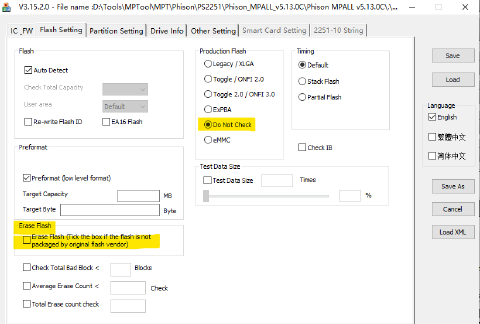 V3.15.2.0 - File name :D:\Tools\MPTool\MPT\Phison\PS2251\Phison_MPALL_v5.13.0C\Phison MPALL_v5.13.0C\,\
IC_FW
Flash Setting
Partition Setting
Drive Info
Other Setting
Smart Card Setting
2251-10 String
Flash
Auto Detect
Check Total Capacity
User area
Default
Re-write Flash ID
EA16 Flash
Preformat
Preformat (low level format)
Target Capacity
MB
Target Byte
Byte
Erase Flash
Erase Flash (Tick the box if the flash is not
packaged by original flash vendor)
Check Total Bad Block <
Blocks
Average Erase Count <
Check
Total Erase count check
Production Flash
Legacy / XLGA
Toggle / ONFI 2.0
Toggle 2.0 / ONFI 3.0
ExPBA
Do Not Check
eMMC
Timing
Default
Stack Flash
Partial Flash
Check IB
Test Data Size
Test Data Size
Times
%
Save
Load
Language
English
繁體中文
简体中文
Save As
Cancel
Load XML